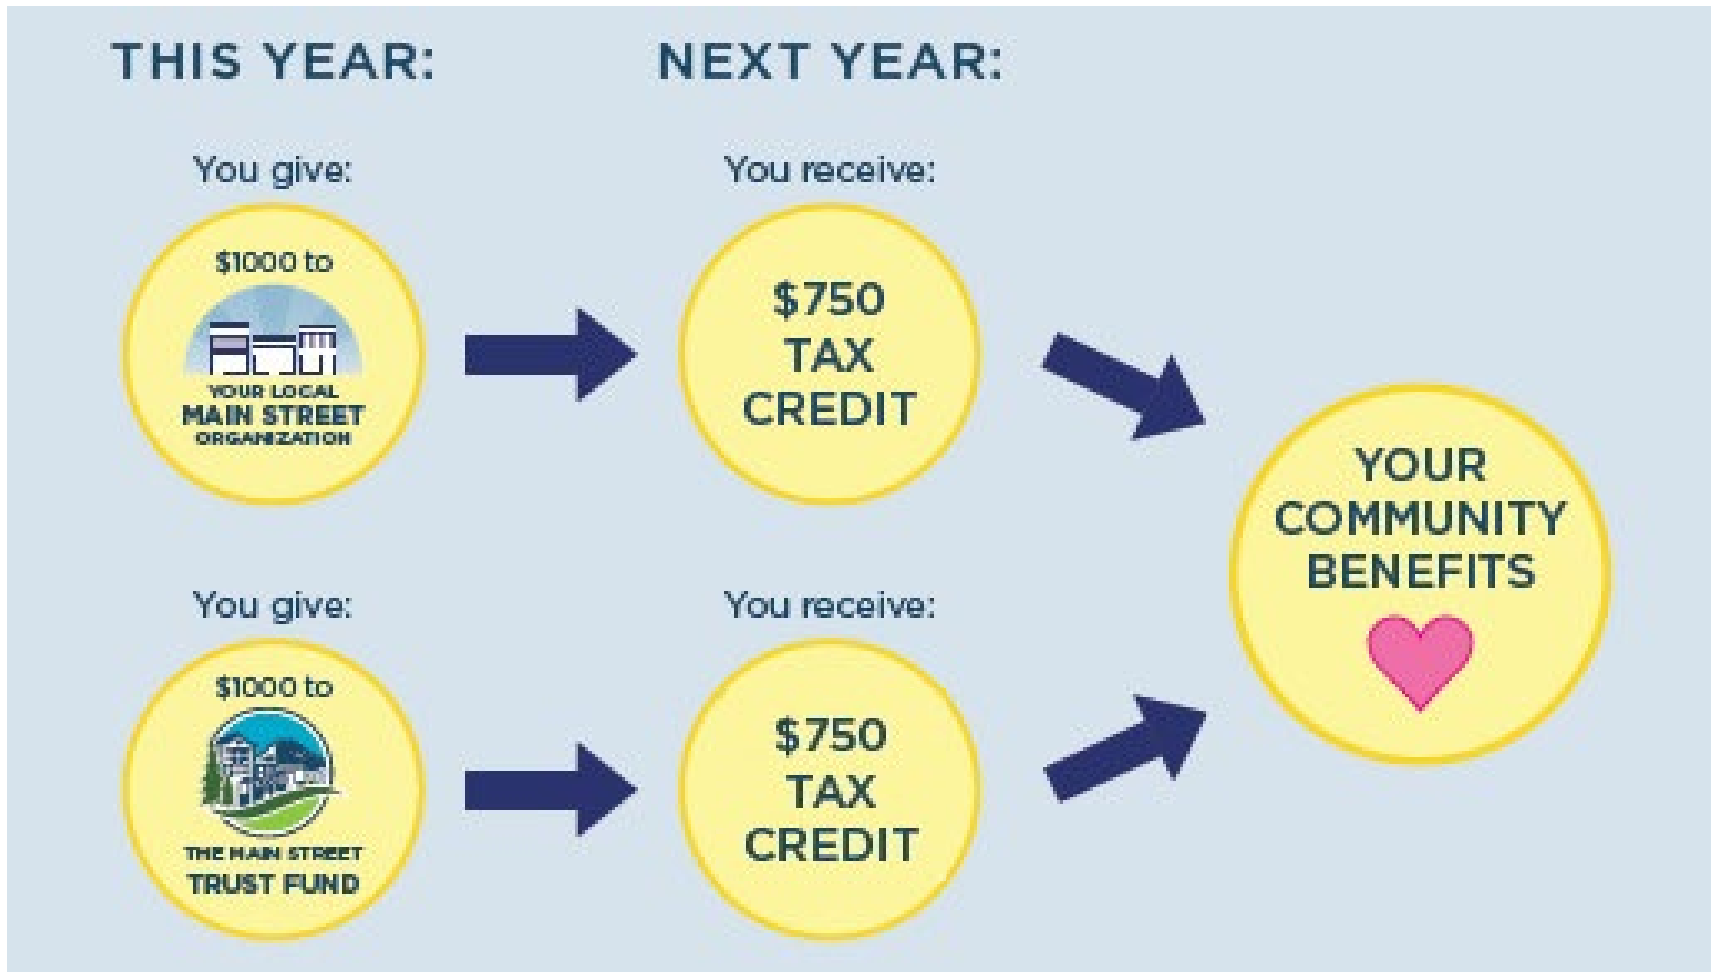 THIS YEAR:
NEXT YEAR:
You give:
$1000 to
YOUR LOCAL
MAIN STREET
ORGANIZATION
You receive:
$750
TAX
CREDIT
You give:
$1000 to
THE MAIN STREET
TRUST FUND
You receive:
$750
TAX
CREDIT
YOUR
COMMUNITY
BENEFITS